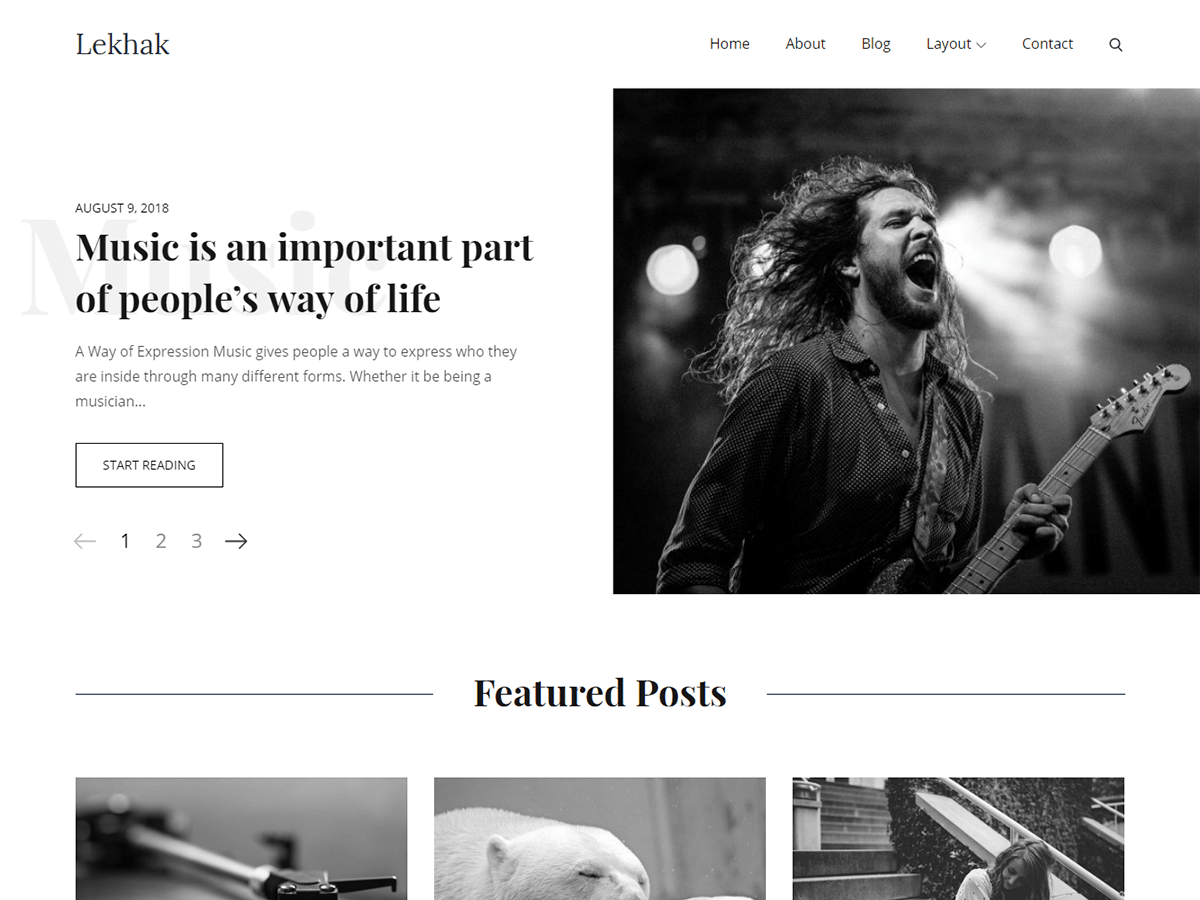 Lekhak
Home About Blog Layout Contact
AUGUST 9, 2018
Music
Music is an important part
of people’s way of life
A Way of Expression Music gives people a way to express who they
are inside through many different forms. Whether it be being a
musician...
START READING
1 2 3
Fender
Featured Posts